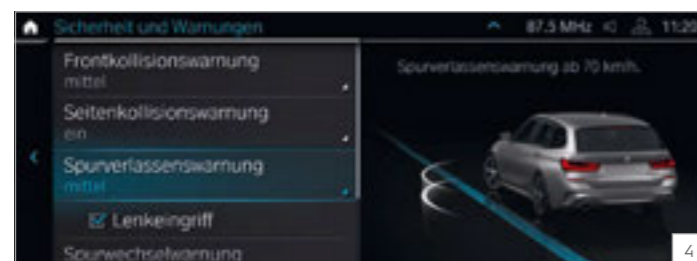 Sicherheit und Warnungen
87.5 MHz 11:20
Frontkollisionswarnung
mittel
Seitenkollisionswarnung
ein
Spurverlassenswarnung
mittel
Lenkeingriff
Spurwechselwarnung
Spurverlassenswarnung ab 70 km/h.
4